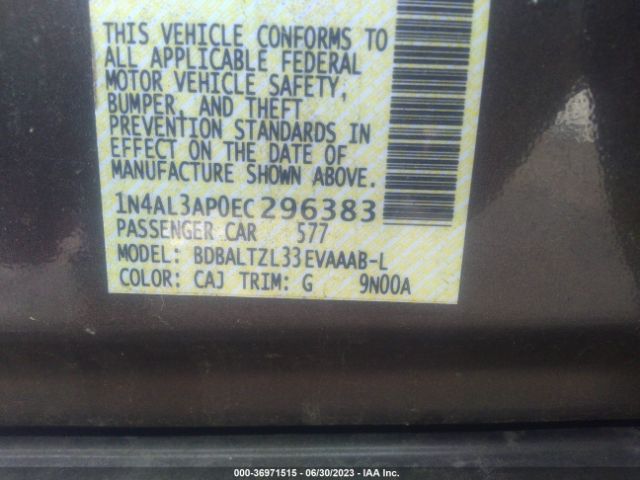 THIS VEHICLE CONFORMS TO
ALL APPLICABLE FEDERAL
MOTOR VEHICLE SAFETY,
BUMPER, AND THEFT
PREVENTION STANDARDS IN
EFFECT ON THE DATE OF
MANUFACTURE SHOWN ABOVE.
1N4AL3AP0EC296383
PASSENGER CAR 577
MODEL: BDBALTZL33EVAAAB-L
COLOR: CAJ TRIM: G 9N00A
000-36971515 - 06/30/2023 - IAA Inc.